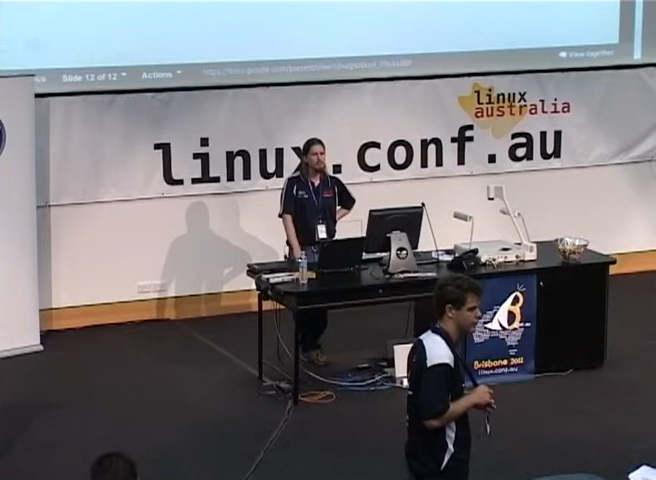 Slide 12 of 12
Actions
View together
linux
australia
linux.conf.au
Brisbane 2011
linux.conf.au